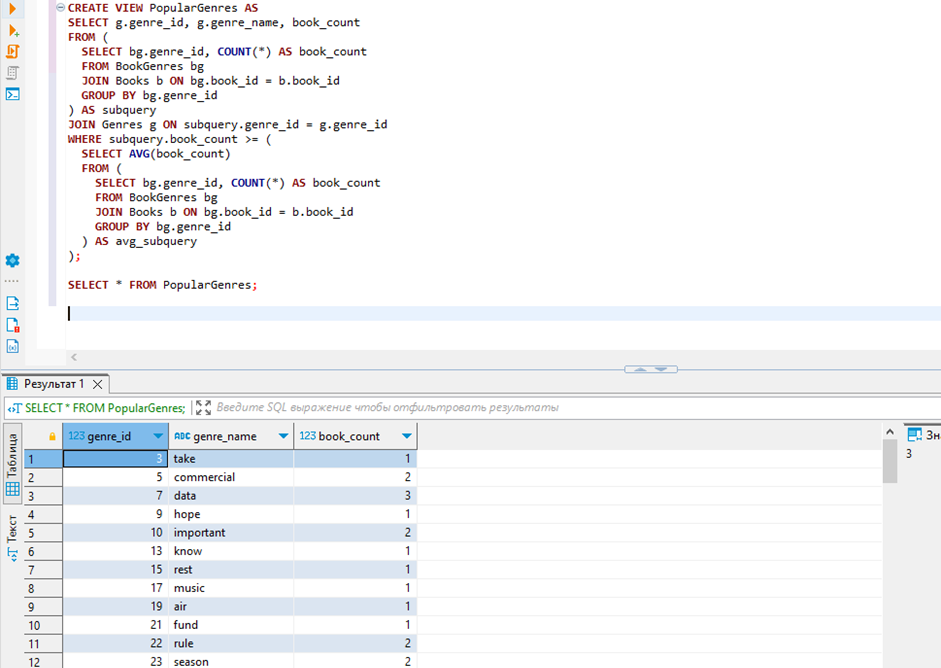 CREATE VIEW PopularGenres AS
SELECT g.genre_id, g.genre_name, book_count
FROM (
SELECT bg.genre_id, COUNT(*) AS book_count
FROM BookGenres bg
JOIN Books b ON bg.book_id = b.book_id
GROUP BY bg.genre_id
) AS subquery
JOIN Genres g ON subquery.genre_id = g.genre_id
WHERE subquery.book_count >= (
SELECT AVG(book_count)
FROM (
SELECT bg.genre_id, COUNT(*) AS book_count
FROM BookGenres bg
JOIN Books b ON bg.book_id = b.book_id
GROUP BY bg.genre_id
) AS avg_subquery
);
SELECT * FROM PopularGenres;
Результат 1
SELECT * FROM PopularGenres; Введите SQL выражение чтобы отфильтровать результаты
Таблица
Текст
123 genre_id ABC genre_name 123 book_count
1 3 take 1
2 5 commercial 2
3 7 data 3
4 9 hope 1
5 10 important 2
6 13 know 1
7 15 rest 1
8 17 music 1
9 19 air 1
10 21 fund 1
11 22 rule 2
12 23 season 2
3